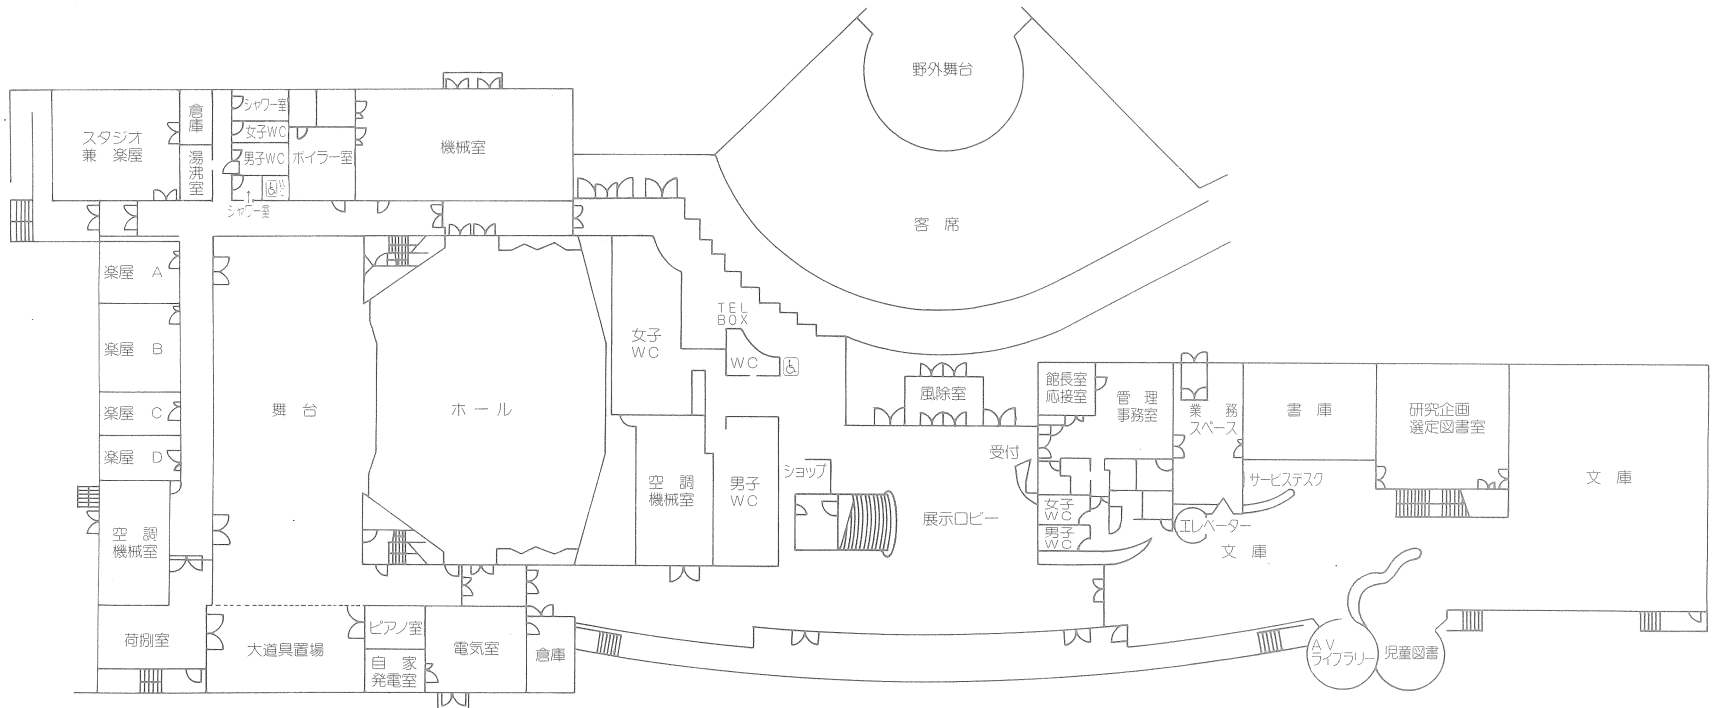 野外舞台
客席
スタジオ
兼 楽屋
倉庫
湯沸室
シャワー室
女子WC
男子WC
シャワー室
ボイラー室
機械室
楽屋 A
楽屋 B
楽屋 C
楽屋 D
空調
機械室
荷捌室
舞台
ホール
大道具置場
ピアノ室
自家
発電室
電気室
倉庫
女子
WC
TEL
BOX
WC
空調
機械室
男子
WC
ショップ
風除室
受付
展示ロビー
館長室
応接室
管理
事務室
業務
スペース
書庫
研究企画
選定図書室
サービステスク
女子
WC
男子
WC
エレベーター
文庫
文庫
AV
ライブラリー
児童図書